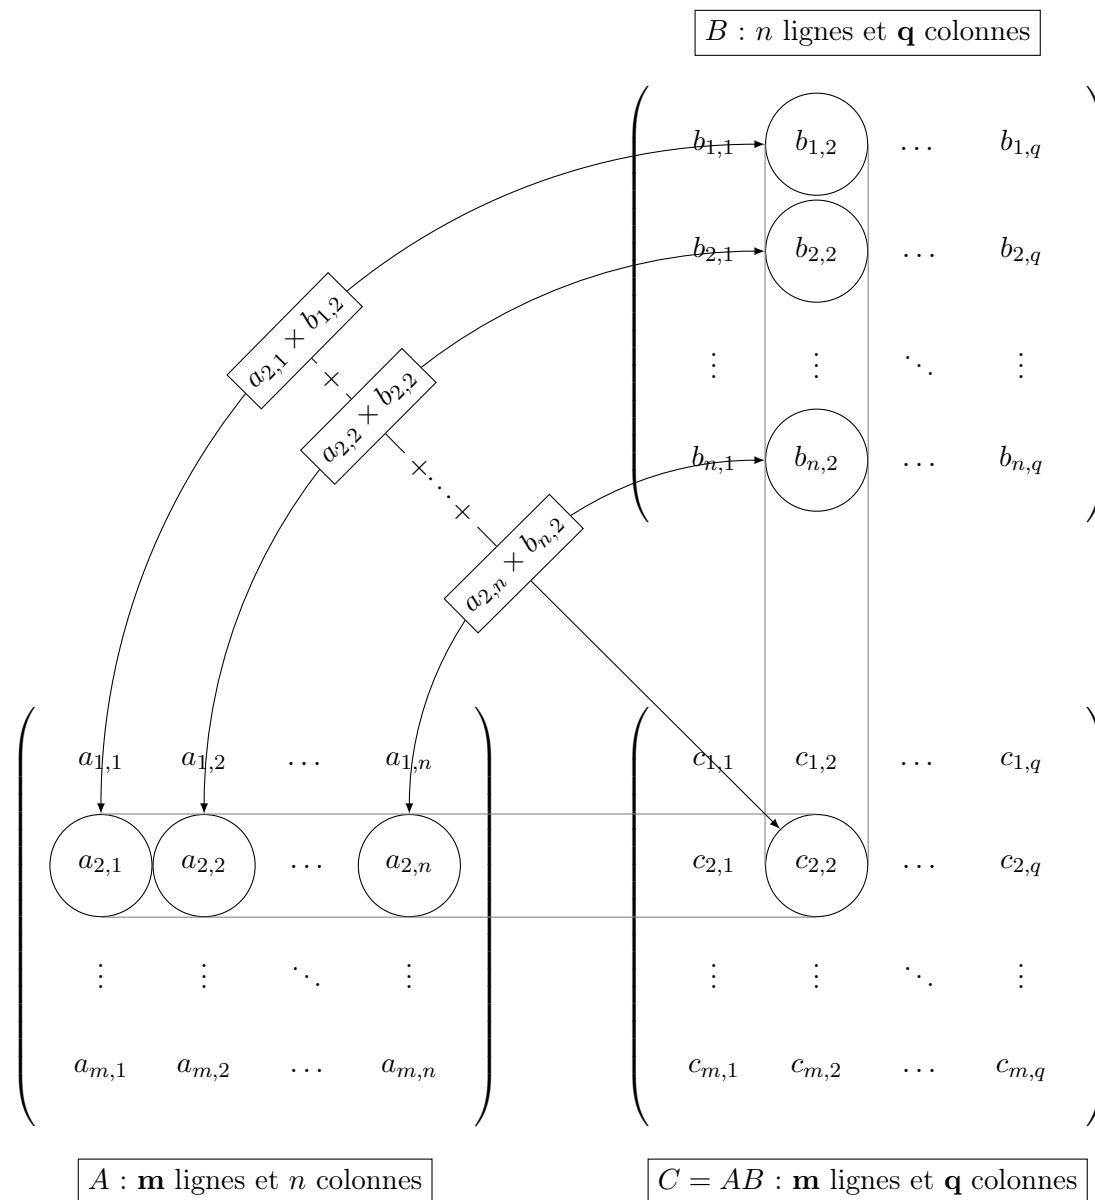 B : n lignes et q colonnes
b1,1 b1,2 … b1,q
b2,1 b2,2 … b2,q
⋮ ⋮ ⋱ ⋮
bn,1 bn,2 … bn,q
a2,1 × b1,2
+
a2,2 × b2,2
+ ⋱ +
a2,n × bn,2
a1,1 a1,2 … a1,n
a2,1 a2,2 … a2,n
⋮ ⋮ ⋱ ⋮
am,1 am,2 … am,n
A : m lignes et n colonnes
c1,1 c1,2 … c1,q
c2,1 c2,2 … c2,q
⋮ ⋮ ⋱ ⋮
cm,1 cm,2 … cm,q
C = AB : m lignes et q colonnes